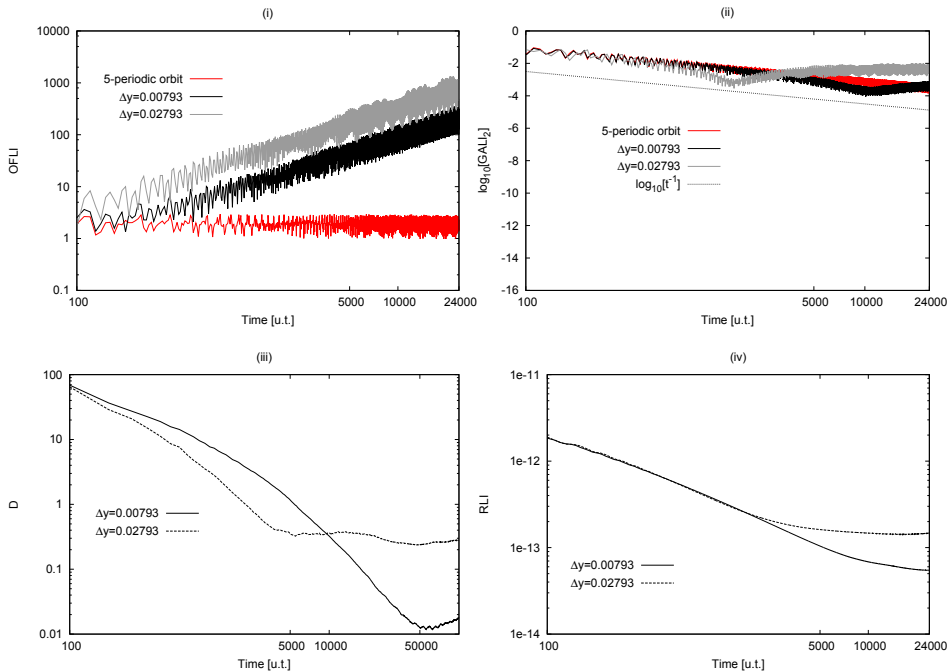 (i)
10000
1000
100
10
1
0.1
OFLI
5-periodic orbit
Δy=0.00793
Δy=0.02793
100
5000
10000
24000
Time [u.t.]
(ii)
0
-2
-4
-6
-8
-10
-12
-14
-16
log10[GALI2]
5-periodic orbit
Δy=0.00793
Δy=0.02793
log10[t-1]
100
5000
10000
24000
Time [u.t.]
(iii)
100
10
1
0.1
0.01
D
Δy=0.00793
Δy=0.02793
100
5000
10000
50000
Time [u.t.]
(iv)
1e-11
1e-12
1e-13
1e-14
RLI
Δy=0.00793
Δy=0.02793
100
5000
10000
24000
Time [u.t.]